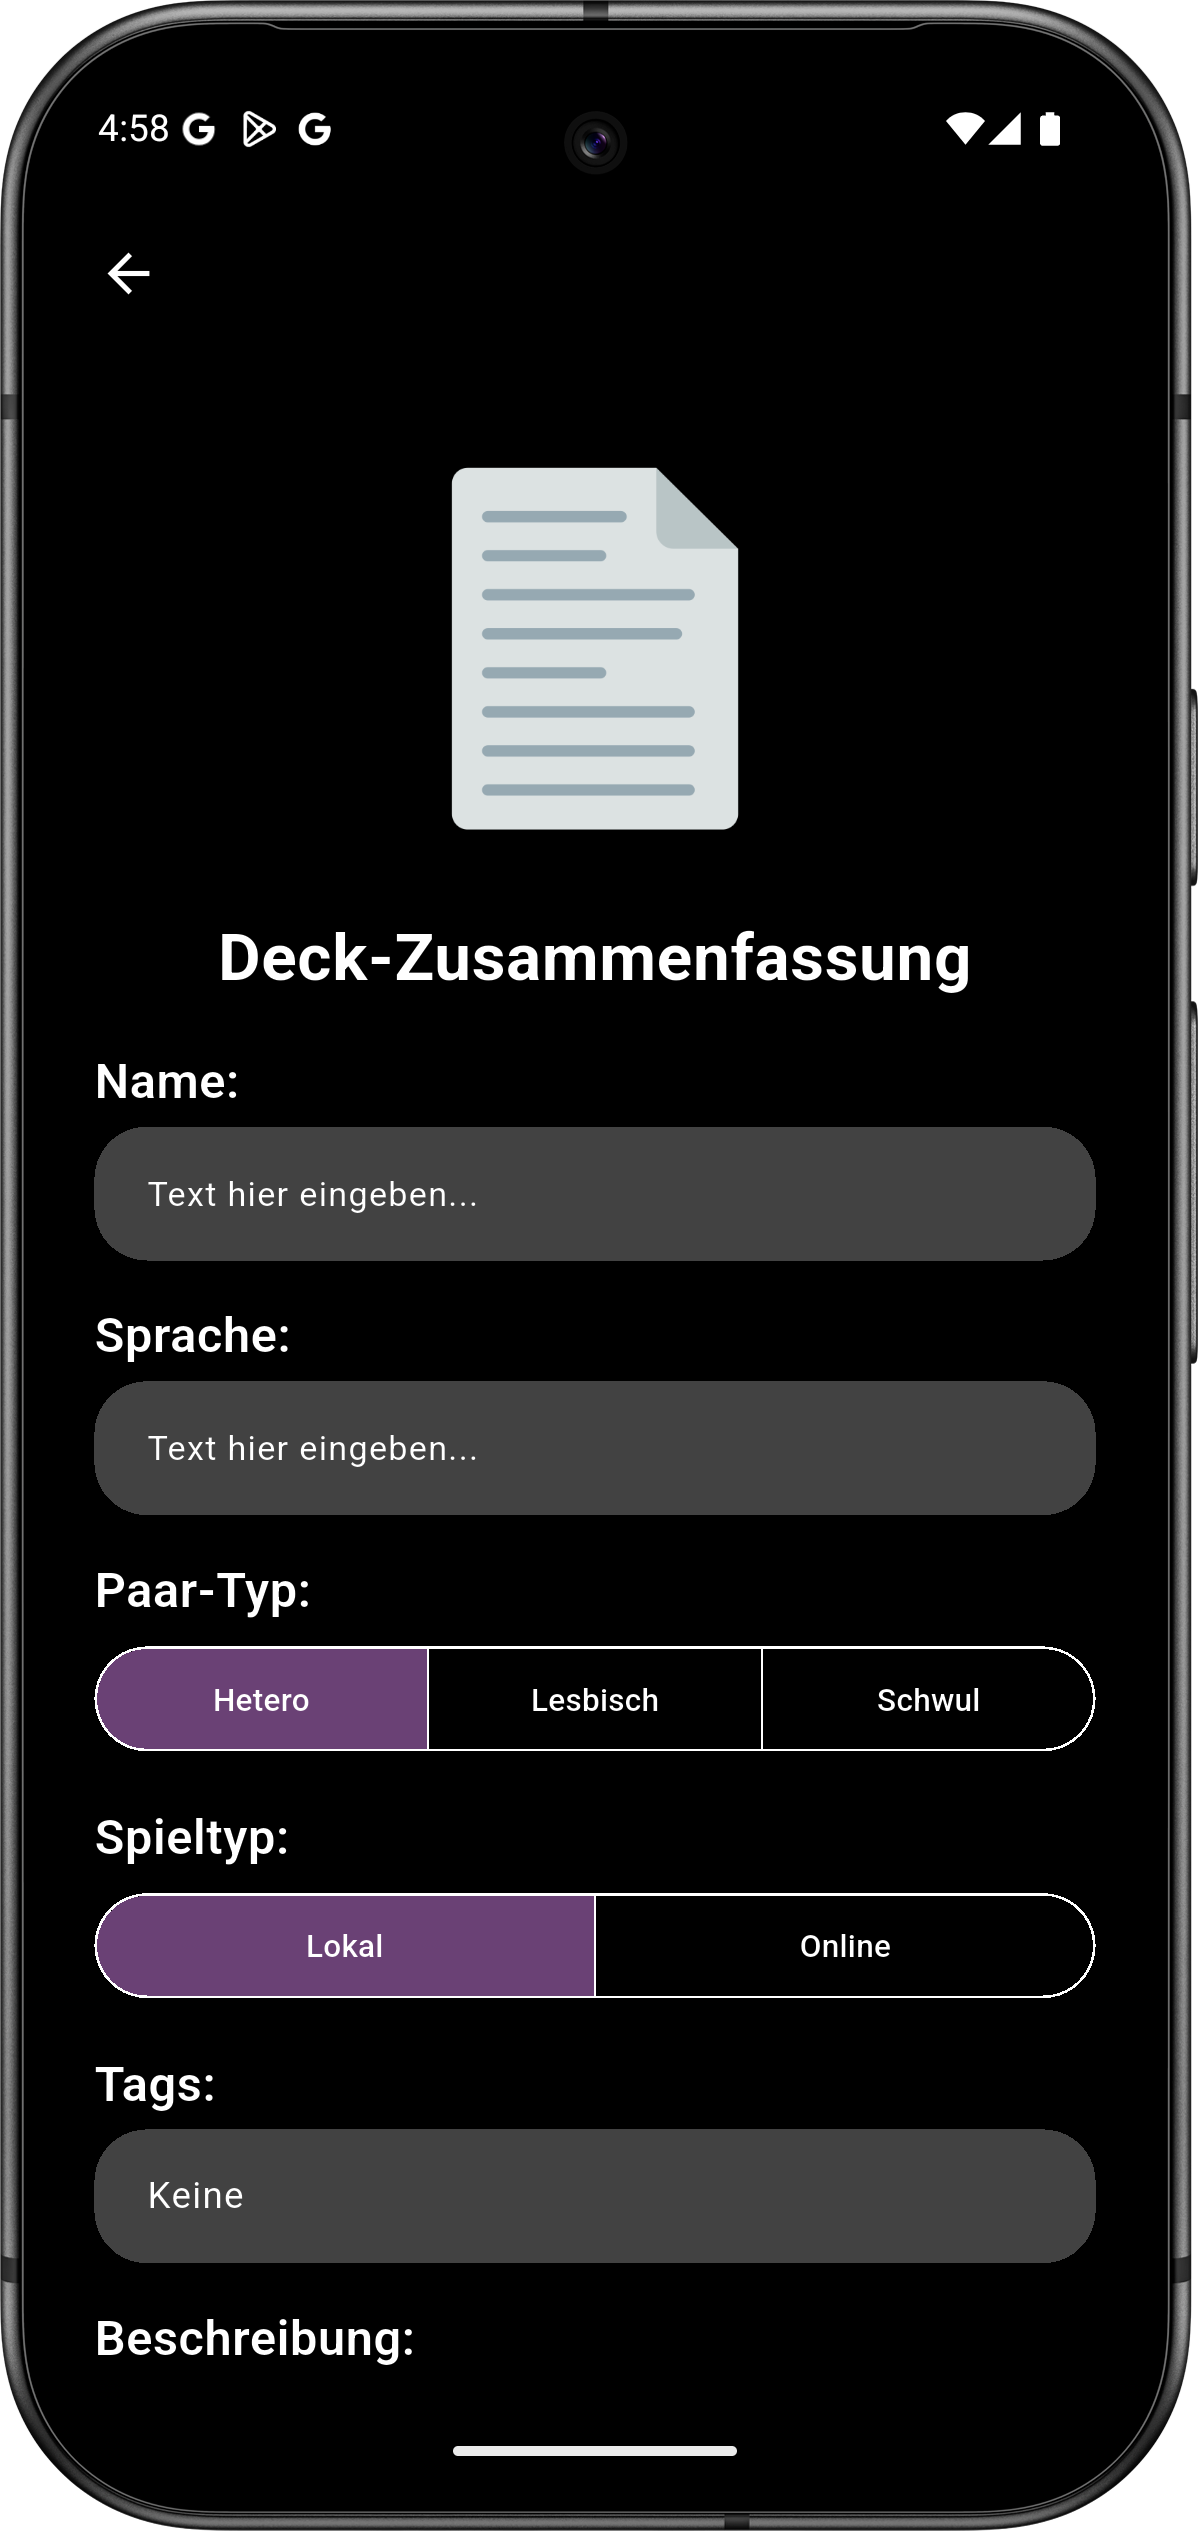 4:58
Deck-Zusammenfassung
Name:
Text hier eingeben...
Sprache:
Text hier eingeben...
Paar-Typ:
Hetero Lesbisch Schwul
Spieltyp:
Lokal Online
Tags:
Keine
Beschreibung: